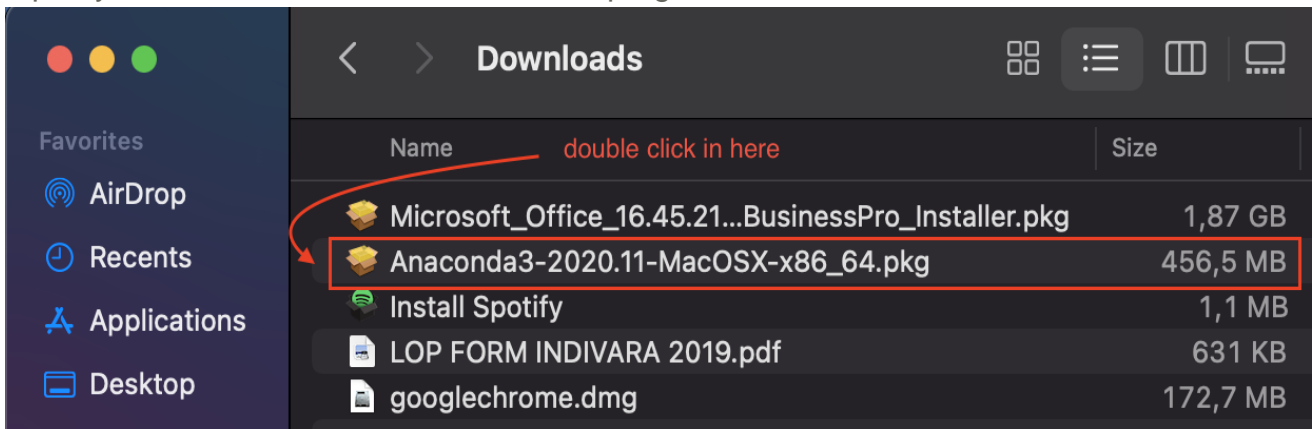 Downloads
Favorites
AirDrop
Recents
Applications
Desktop
Name double click in here Size
Microsoft_Office_16.45.21...BusinessPro_Installer.pkg 1,87 GB
Anaconda3-2020.11-MacOSX-x86_64.pkg 456,5 MB
Install Spotify 1,1 MB
LOP FORM INDIVARA 2019.pdf 631 KB
googlechrome.dmg 172,7 MB